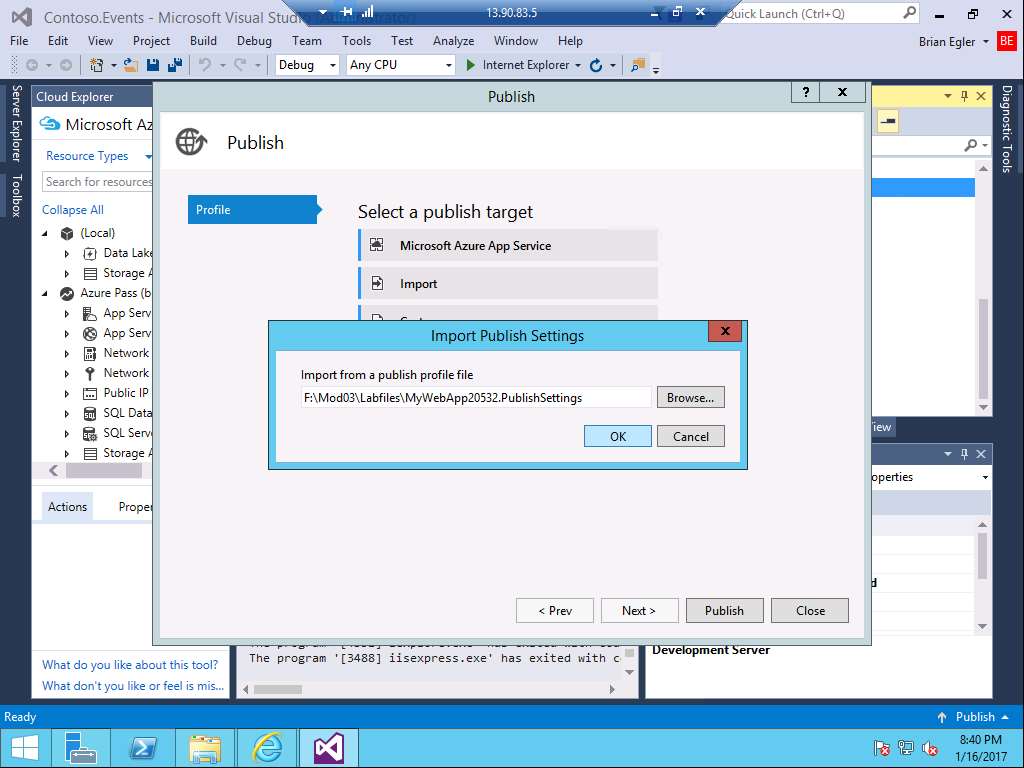 Contoso.Events - Microsoft Visual Studio (Administrator)
13.90.83.5
Quick Launch (Ctrl+Q)
File Edit View Project Build Debug Team Tools Test Analyze Window Help
Brian Egler
BE
Debug
Any CPU
Internet Explorer
Server Explorer
Toolbox
Cloud Explorer
Microsoft Az
Resource Types
Search for resources
Collapse All
(Local)
Data Lake
Storage A
Azure Pass (b
App Serv
App Serv
Network
Network
Public IP
SQL Data
SQL Serve
Storage A
Actions
Proper
What do you like about this tool?
What don't you like or feel is mis...
Publish
?
Publish
Profile
Select a publish target
Microsoft Azure App Service
Import
Import Publish Settings
Import from a publish profile file
F:\Mod03\Labfiles\MyWebApp20532.PublishSettings
Browse...
OK
Cancel
< Prev
Next >
Publish
Close
The program '[3488] iisexpress.exe' has exited with c
Diagnostic Tools
iew
operties
d
Development Server
Ready
Publish
8:40 PM
1/16/2017